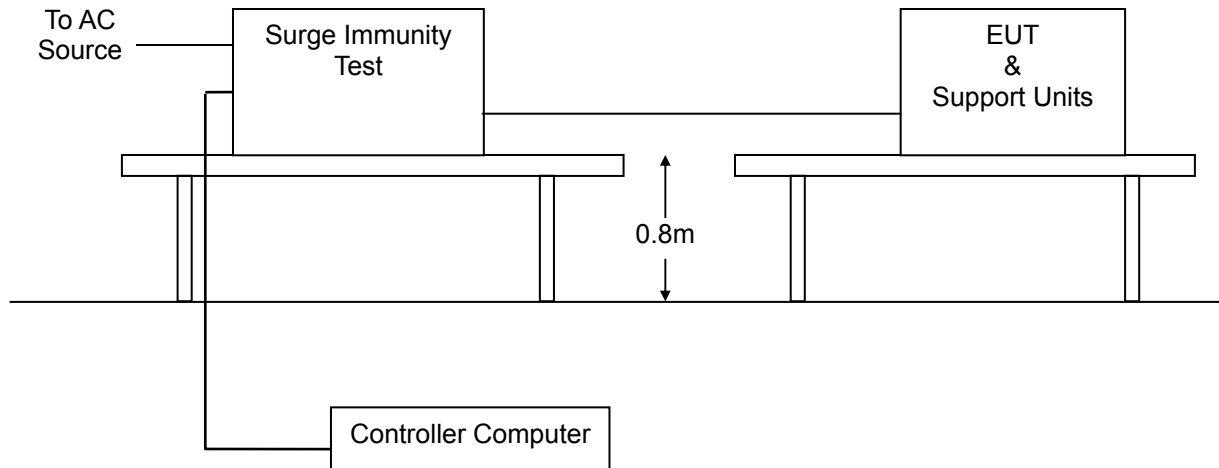 To AC
Source
Surge Immunity
Test
EUT
&
Support Units
0.8m
Controller Computer